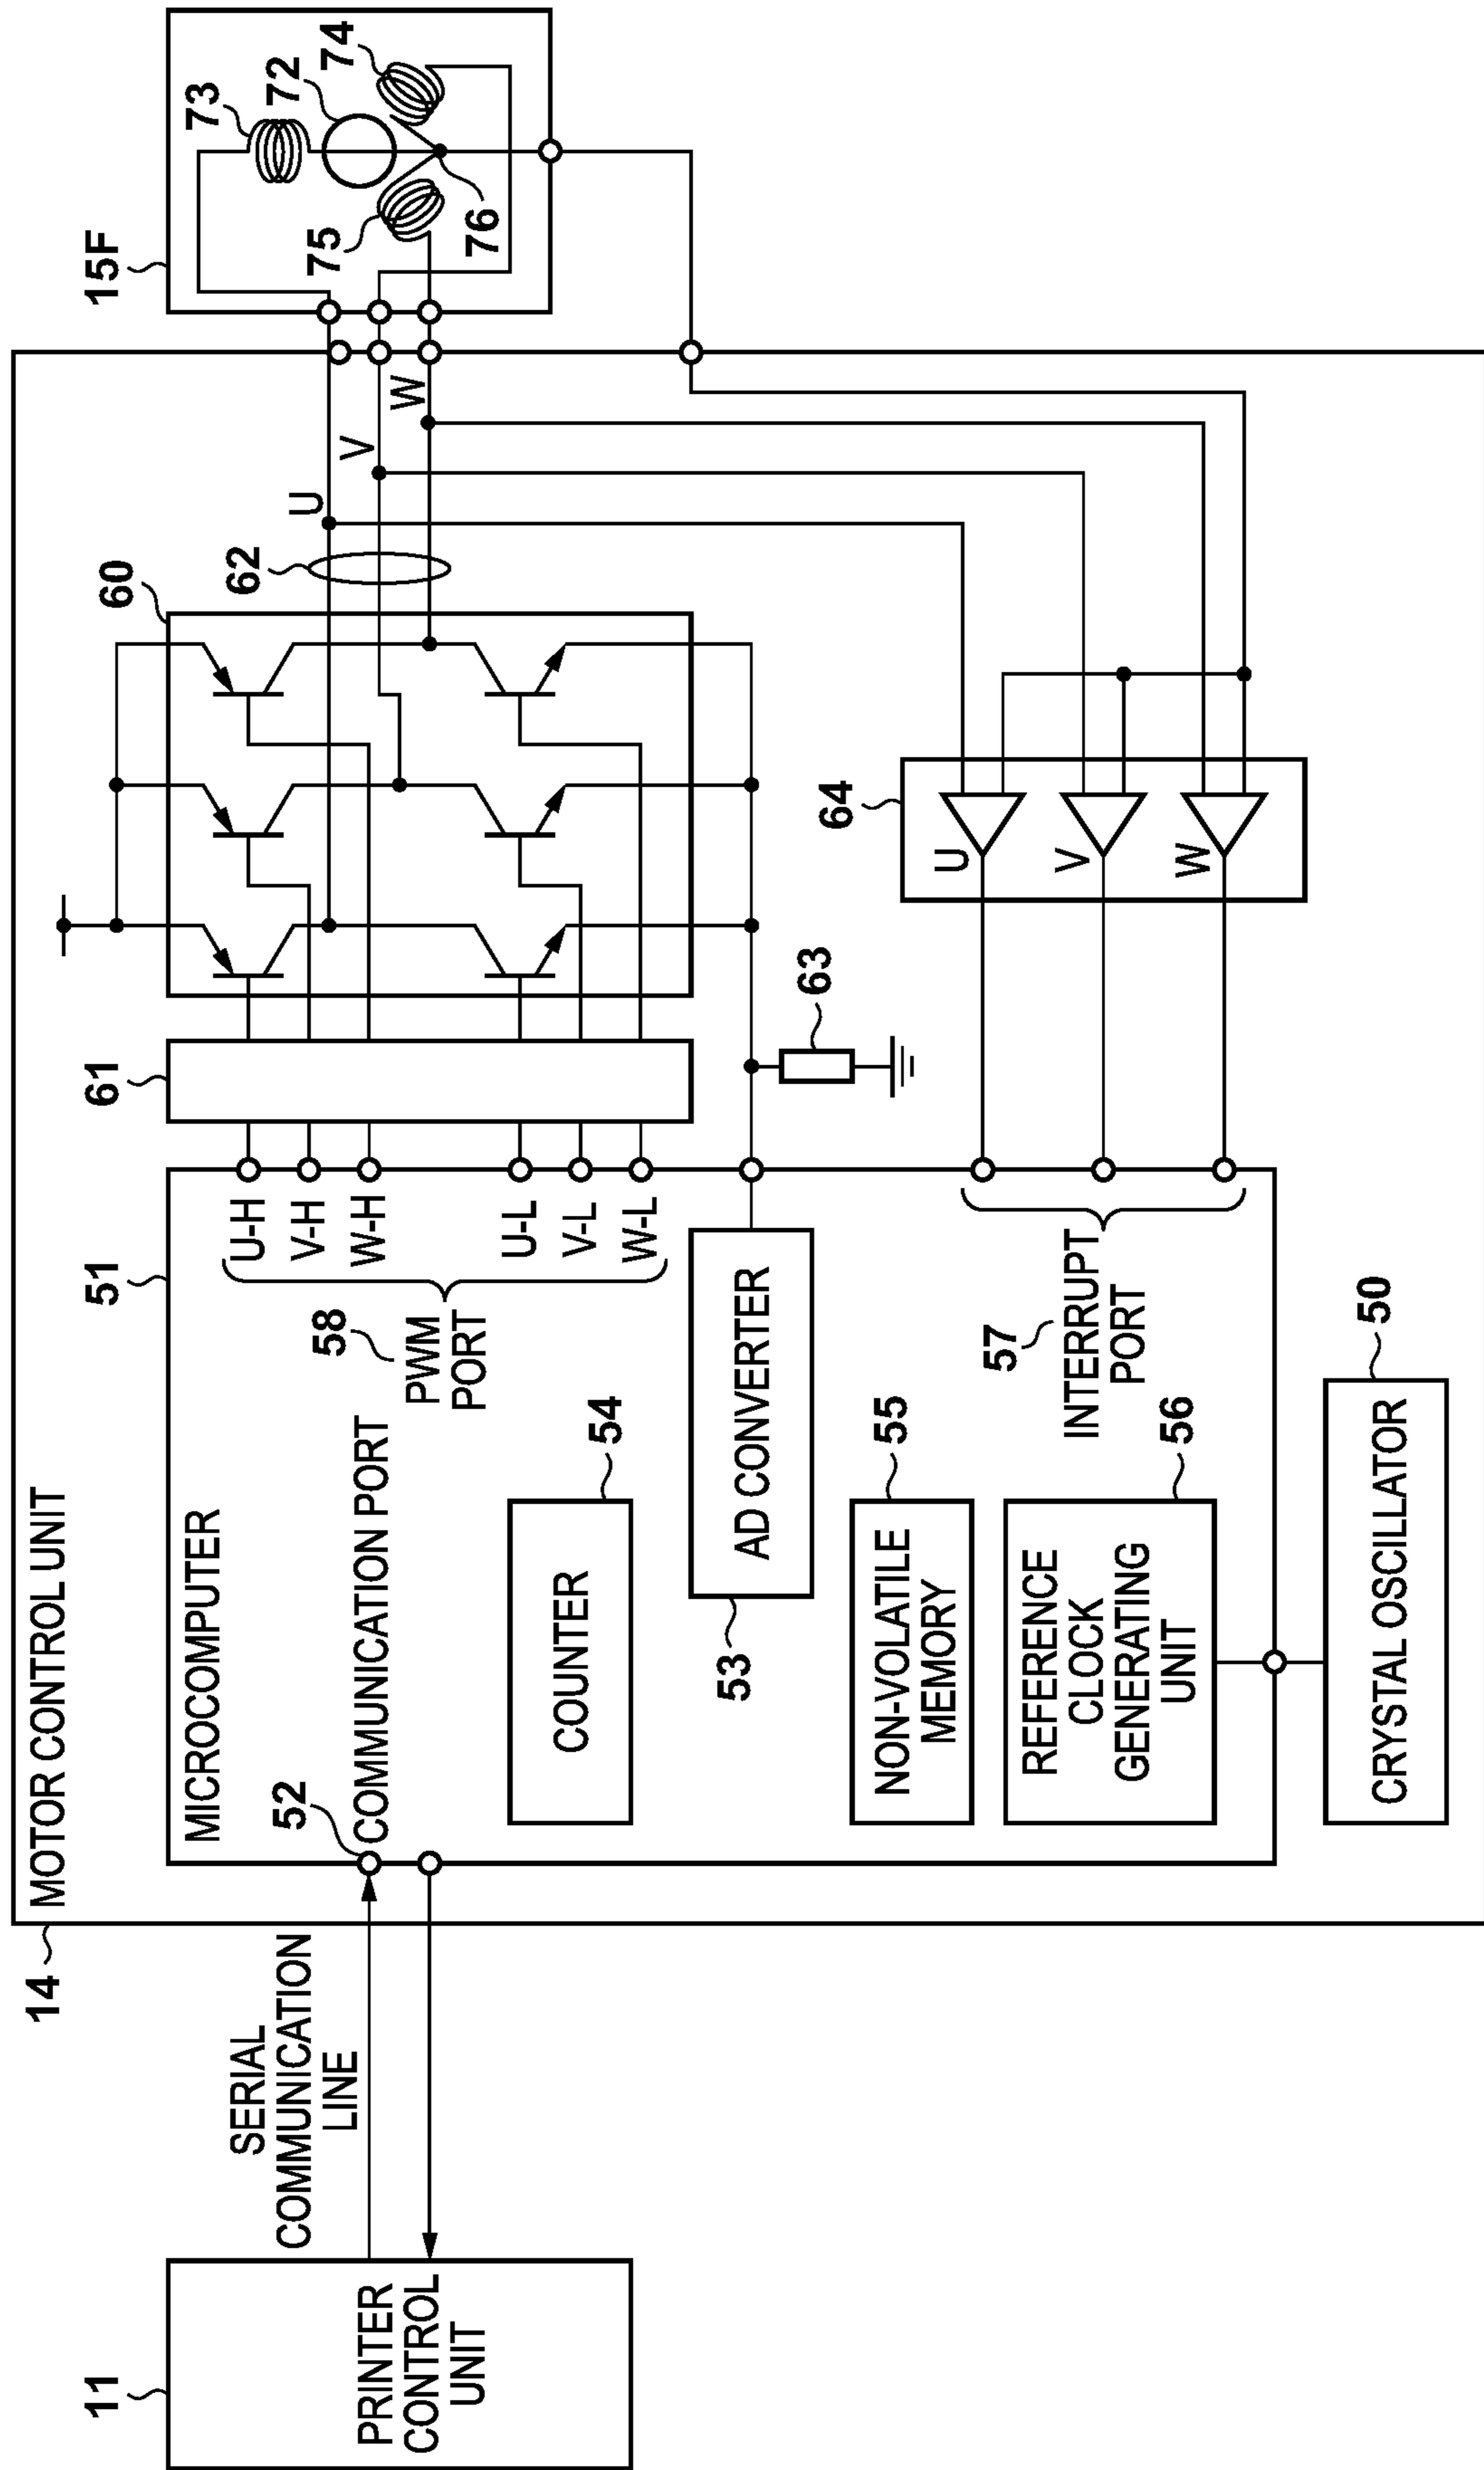 14
MOTOR CONTROL UNIT
11
PRINTER
CONTROL
UNIT
SERIAL
COMMUNICATION
LINE
51
MICROCOMPUTER
52
COMMUNICATION PORT
58
PWM
PORT
U-H
V-H
W-H
U-L
V-L
W-L
54
COUNTER
53
AD CONVERTER
55
NON-VOLATILE
MEMORY
56
REFERENCE
CLOCK
GENERATING
UNIT
57
INTERRUPT
PORT
50
CRYSTAL OSCILLATOR
61
60
62
U
V
W
63
64
U
V
W
15F
73
72
74
75
76